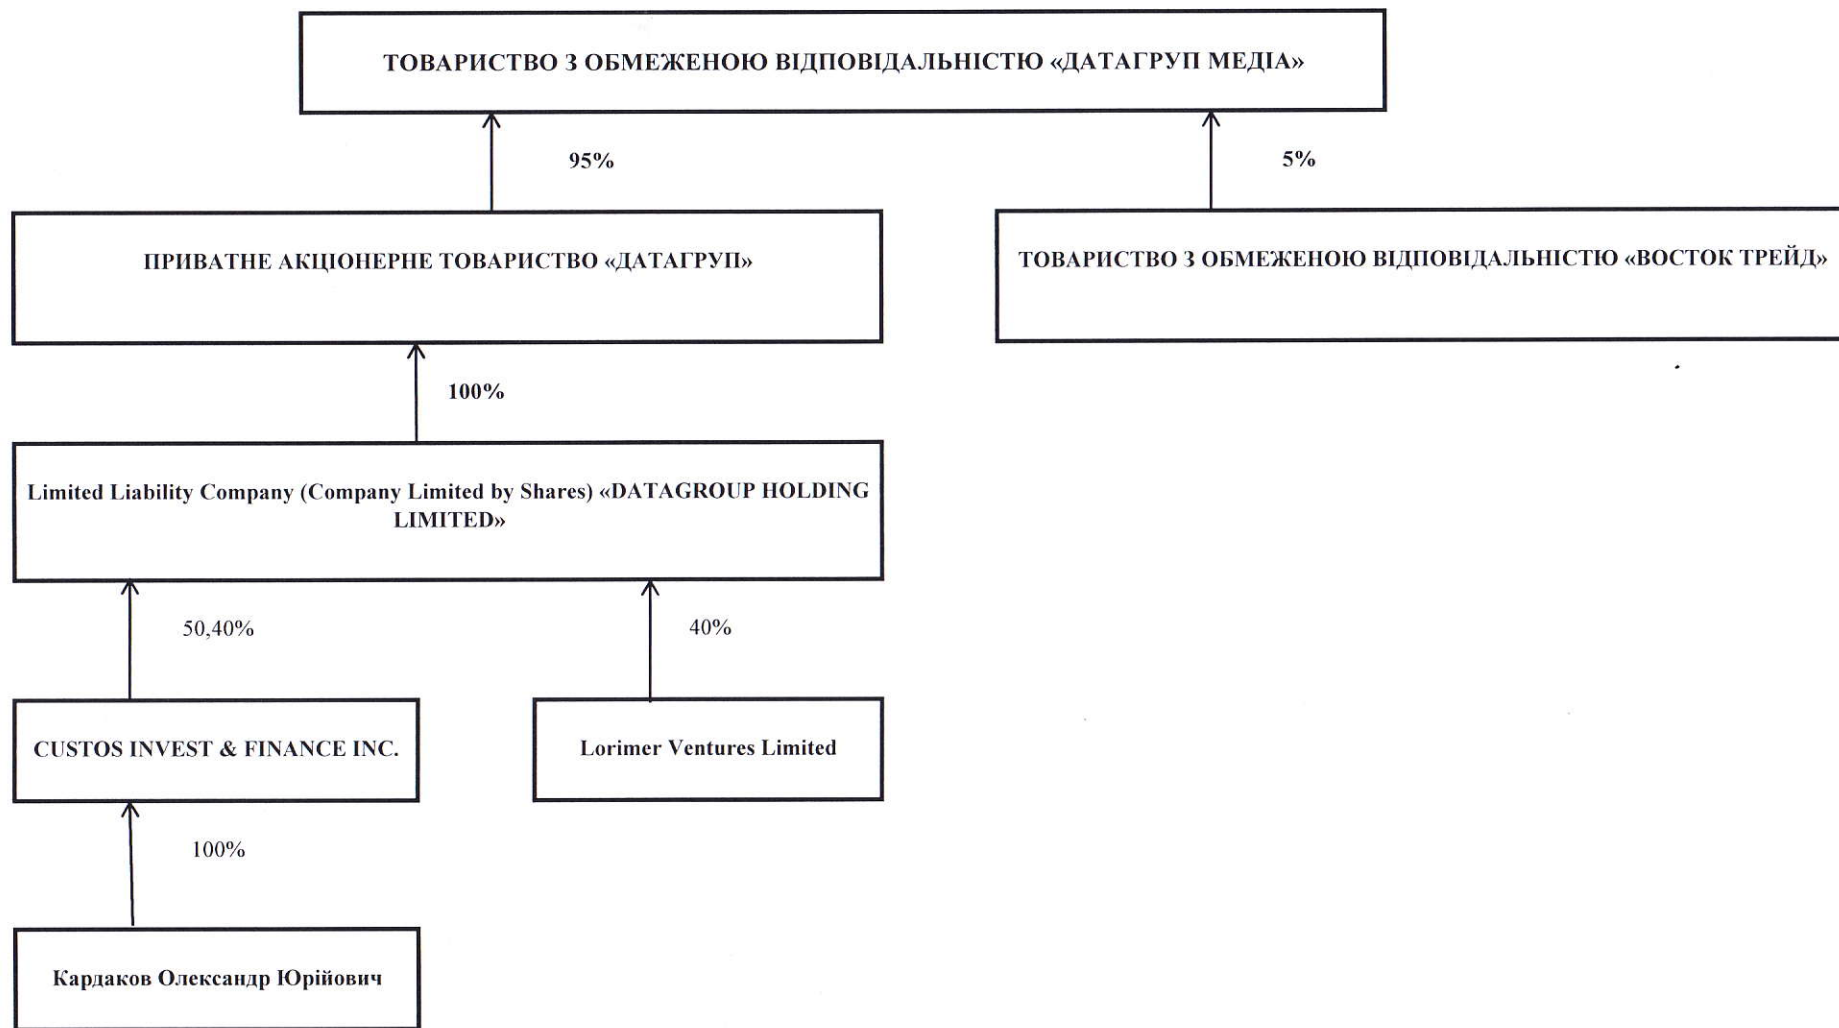 ТОВАРИСТВО З ОБМЕЖЕНОЮ ВІДПОВІДАЛЬНІСТЮ «ДАТАГРУП МЕДІА»
95%
5%
ПРИВАТНЕ АКЦІОНЕРНЕ ТОВАРИСТВО «ДАТАГРУП»
ТОВАРИСТВО З ОБМЕЖЕНОЮ ВІДПОВІДАЛЬНІСТЮ «ВОСТОК ТРЕЙД»
100%
Limited Liability Company (Company Limited by Shares) «DATAGROUP HOLDING
LIMITED»
50,40%
40%
CUSTOS INVEST & FINANCE INC.
Lorimer Ventures Limited
100%
Кардаков Олександр Юрійович